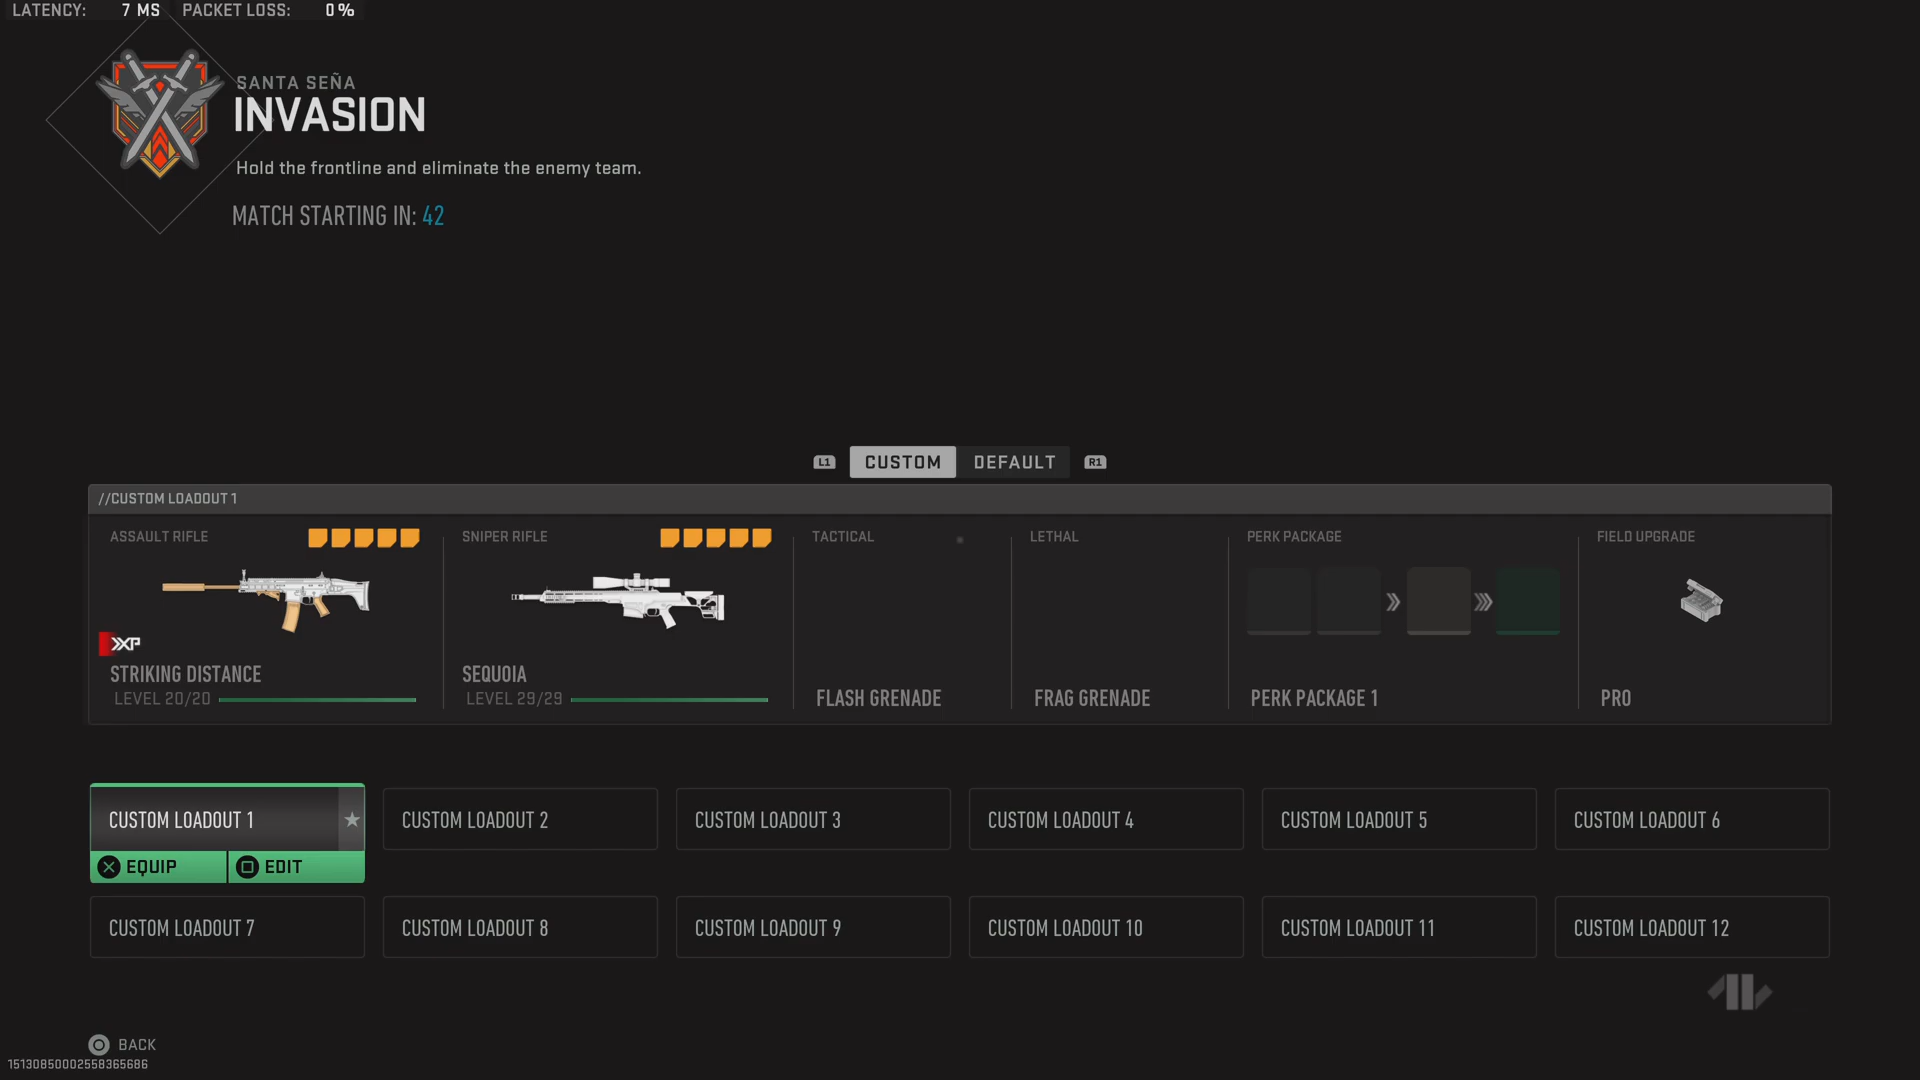 LATENCY: 7 MS PACKET LOSS: 0%
SANTA SEÑA
INVASION
Hold the frontline and eliminate the enemy team.
MATCH STARTING IN: 42
L1 CUSTOM DEFAULT R1
//CUSTOM LOADOUT 1
ASSAULT RIFLE SNIPER RIFLE TACTICAL LETHAL PERK PACKAGE FIELD UPGRADE
XP
STRIKING DISTANCE SEQUOIA
LEVEL 20/20 LEVEL 29/29 FLASH GRENADE FRAG GRENADE PERK PACKAGE 1 PRO
CUSTOM LOADOUT 1 CUSTOM LOADOUT 2 CUSTOM LOADOUT 3 CUSTOM LOADOUT 4 CUSTOM LOADOUT 5 CUSTOM LOADOUT 6
EQUIP EDIT
CUSTOM LOADOUT 7 CUSTOM LOADOUT 8 CUSTOM LOADOUT 9 CUSTOM LOADOUT 10 CUSTOM LOADOUT 11 CUSTOM LOADOUT 12
BACK
15130850002558365686